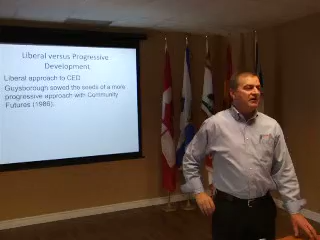 Liberal versus Progressive
Development
Liberal approach to CED
Guysborough sowed the seeds of a more
progressive approach with Community
Futures (1986).